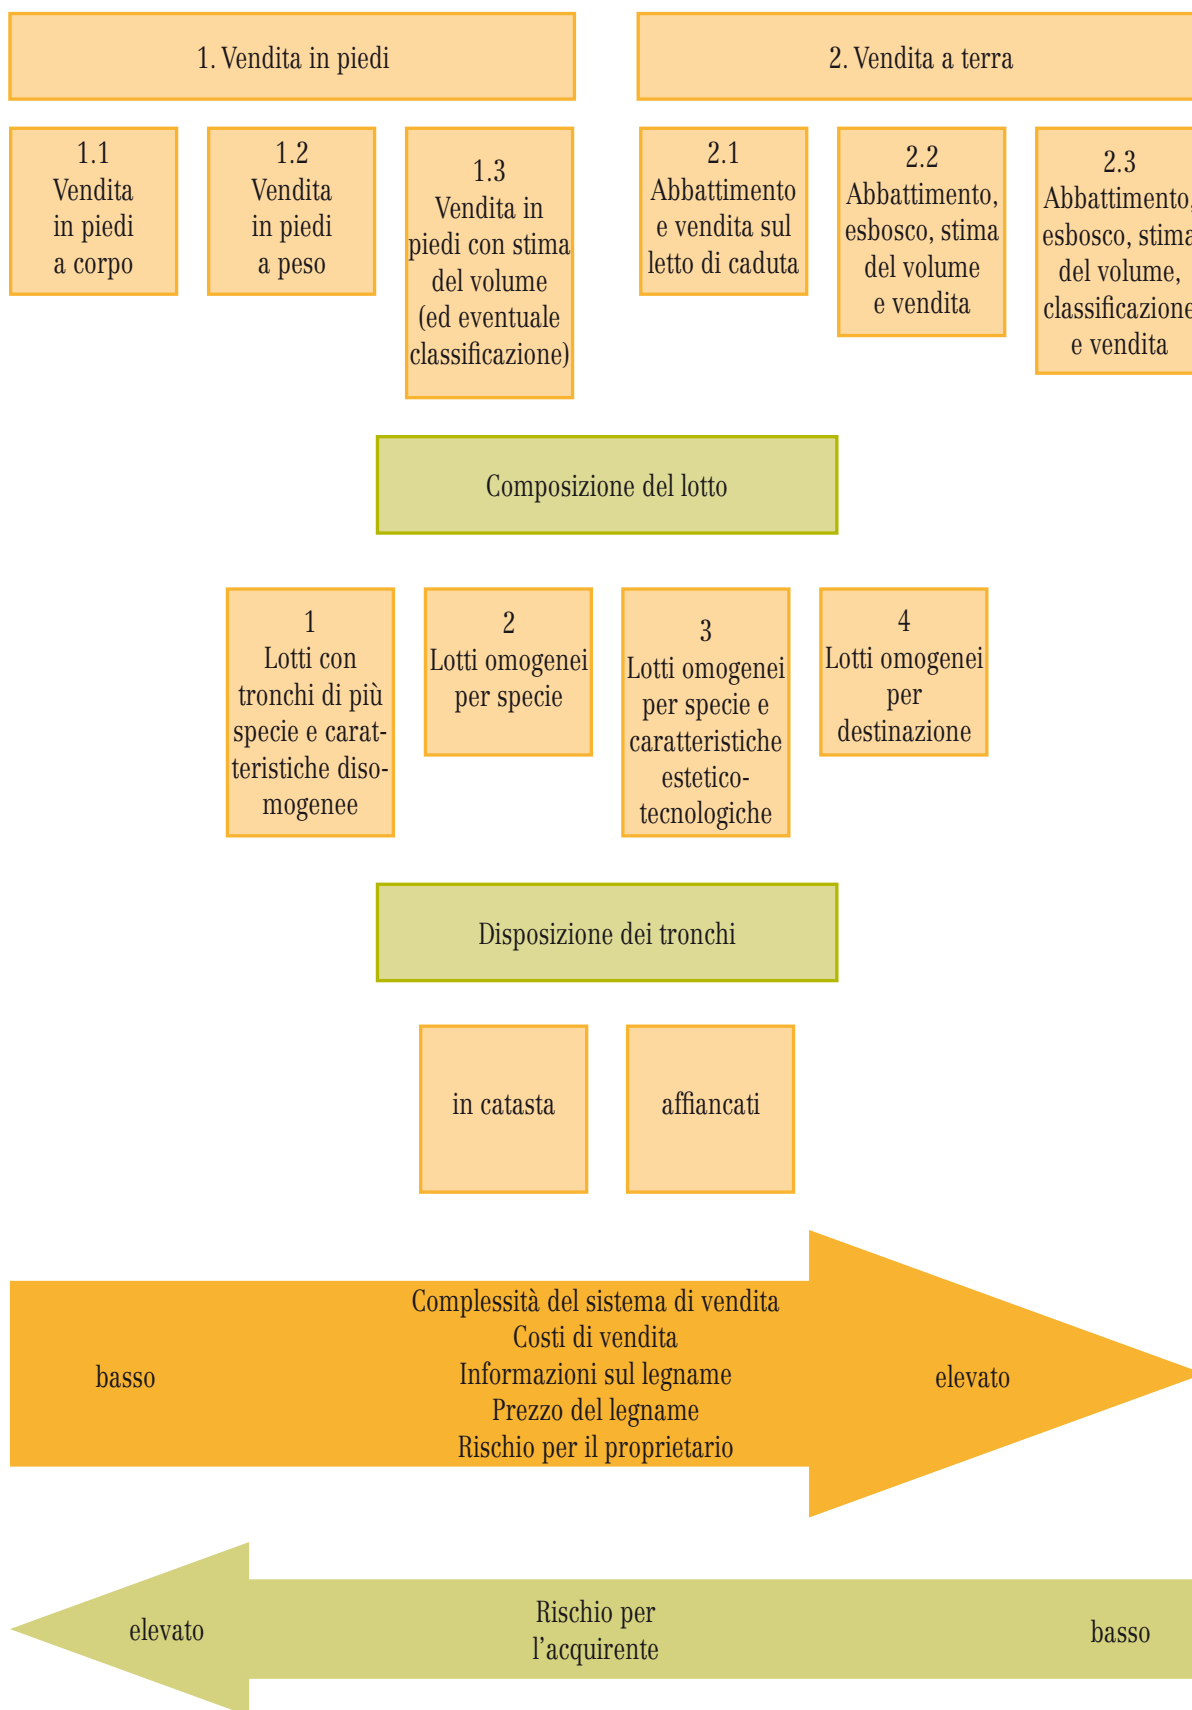 1. Vendita in piedi
2. Vendita a terra
1.1
Vendita
in piedi
a corpo
1.2
Vendita
in piedi
a peso
1.3
Vendita in
piedi con stima
del volume
(ed eventuale
classificazione)
2.1
Abbattimento
e vendita sul
letto di caduta
2.2
Abbattimento,
esbosco, stima
del volume
e vendita
2.3
Abbattimento,
esbosco, stima
del volume,
classificazione
e vendita
Composizione del lotto
1
Lotti con
tronchi di più
specie e carat-
teristiche diso-
mogenee
2
Lotti omogenei
per specie
3
Lotti omogenei
per specie e
caratteristiche
estetico-
tecnologiche
4
Lotti omogenei
per
destinazione
Disposizione dei tronchi
in catasta
affiancati
Complessità del sistema di vendita
Costi di vendita
Informazioni sul legname
Prezzo del legname
Rischio per il proprietario
basso
elevato
elevato
Rischio per
l’acquirente
basso